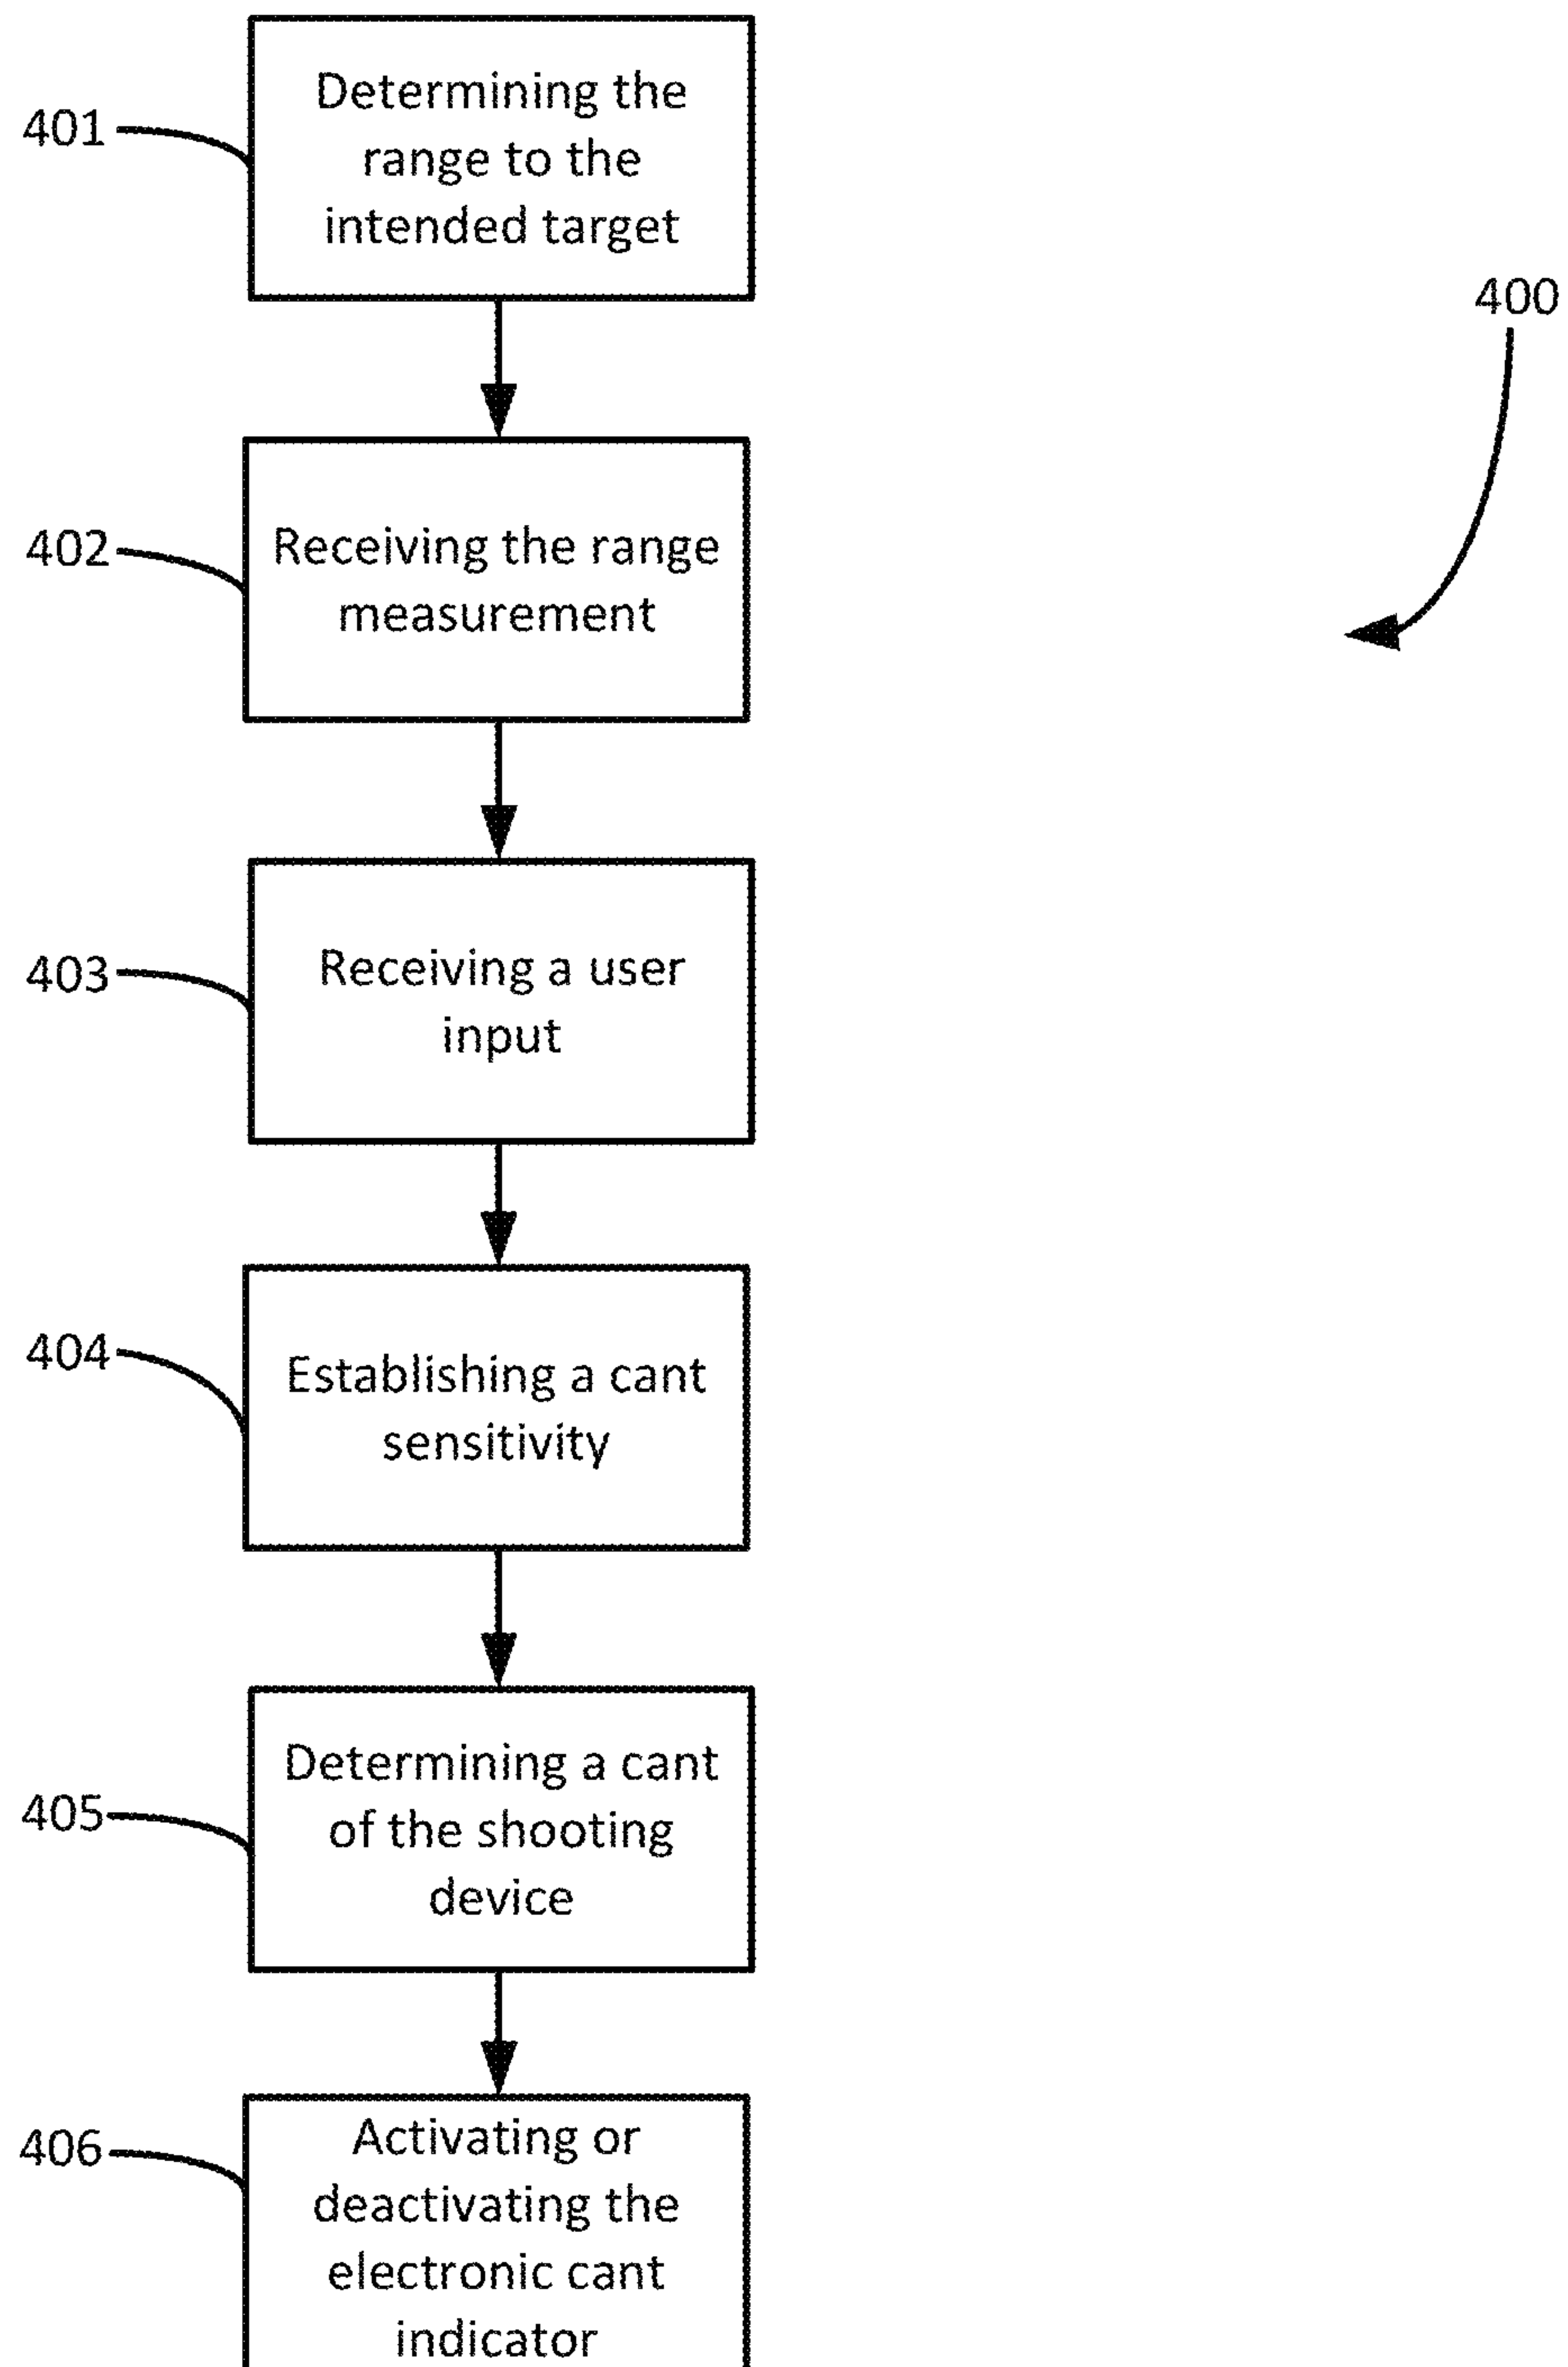 401
Determining the
range to the
intended target
400
402
Receiving the range
measurement
403
Receiving a user
input
404
Establishing a cant
sensitivity
405
Determining a cant
of the shooting
device
406
Activating or
deactivating the
electronic cant
indicator